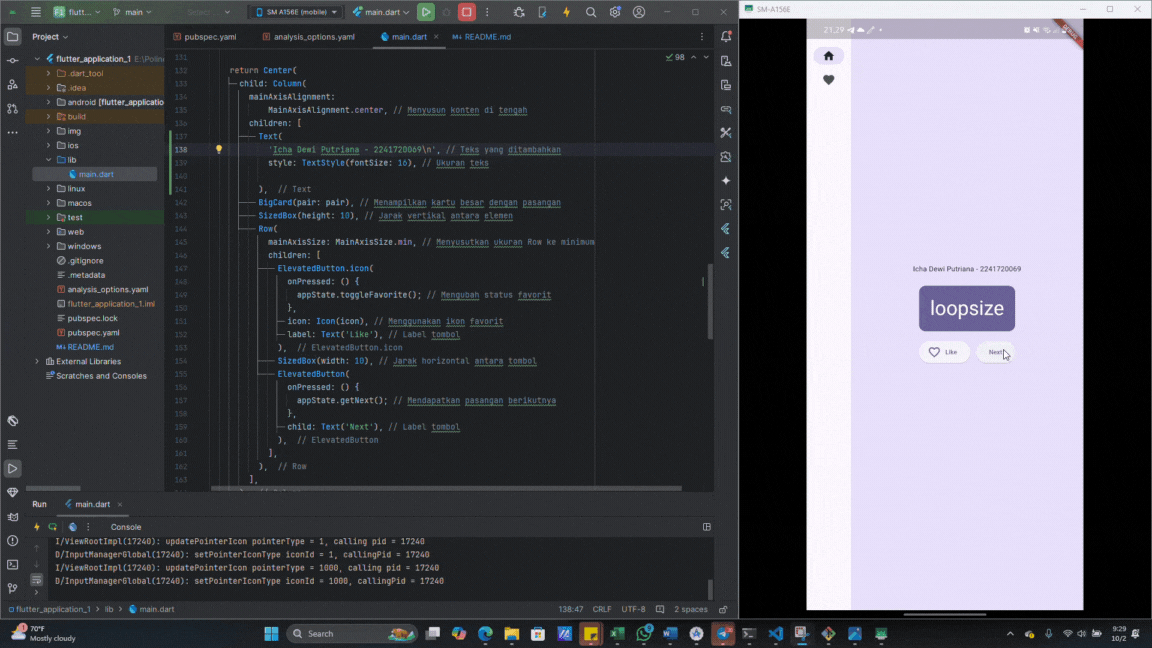 flutt...
main
SM A156E (mobile)
main.dart
SM-A156E
Project
pubspec.yaml
analysis_options.yaml
main.dart
README.md
flutter_application_1 E:\Polin
.dart_tool
.idea
android [flutter_applicatio
build
img
ios
lib
main.dart
linux
macos
test
web
windows
.gitignore
.metadata
analysis_options.yaml
flutter_application_1.iml
pubspec.lock
pubspec.yaml
README.md
External Libraries
Scratches and Consoles
98
131
132 return Center(
133 child: Column(
134 mainAxisAlignment:
135 MainAxisAlignment.center, // Menyusun konten di tengah
136 children: [
137 Text(
138 'Icha Dewi Putriana - 2241720069\n', // Teks yang ditambahkan
139 style: TextStyle(fontSize: 16), // Ukuran teks
140
141 ), // Text
142 BigCard(pair: pair), // Menampilkan kartu besar dengan pasangan
143 SizedBox(height: 10), // Jarak vertikal antara elemen
144 Row(
145 mainAxisSize: MainAxisSize.min, // Menyusutkan ukuran Row ke minimum
146 children: [
147 ElevatedButton.icon(
148 onPressed: () {
149 appState.toggleFavorite(); // Mengubah status favorit
150 },
151 icon: Icon(icon), // Menggunakan ikon favorit
152 label: Text('Like'), // Label tombol
153 ), // ElevatedButton.icon
154 SizedBox(width: 10), // Jarak horizontal antara tombol
155 ElevatedButton(
156 onPressed: () {
157 appState.getNext(); // Mendapatkan pasangan berikutnya
158 },
159 child: Text('Next'), // Label tombol
160 ), // ElevatedButton
161 ],
162 ), // Row
163 ],
21.29
Icha Dewi Putriana - 2241720069
loopsize
Like
Next
Run
main.dart
Console
I/ViewRootImpl(17240): updatePointerIcon pointerType = 1, calling pid = 17240
D/InputManagerGlobal(17240): setPointerIconType iconId = 1, callingPid = 17240
I/ViewRootImpl(17240): updatePointerIcon pointerType = 1000, calling pid = 17240
D/InputManagerGlobal(17240): setPointerIconType iconId = 1000, callingPid = 17240
flutter_application_1 > lib > main.dart
138:47
CRLF
UTF-8
2 spaces
70°F
Mostly cloudy
Search
9:29
10/2